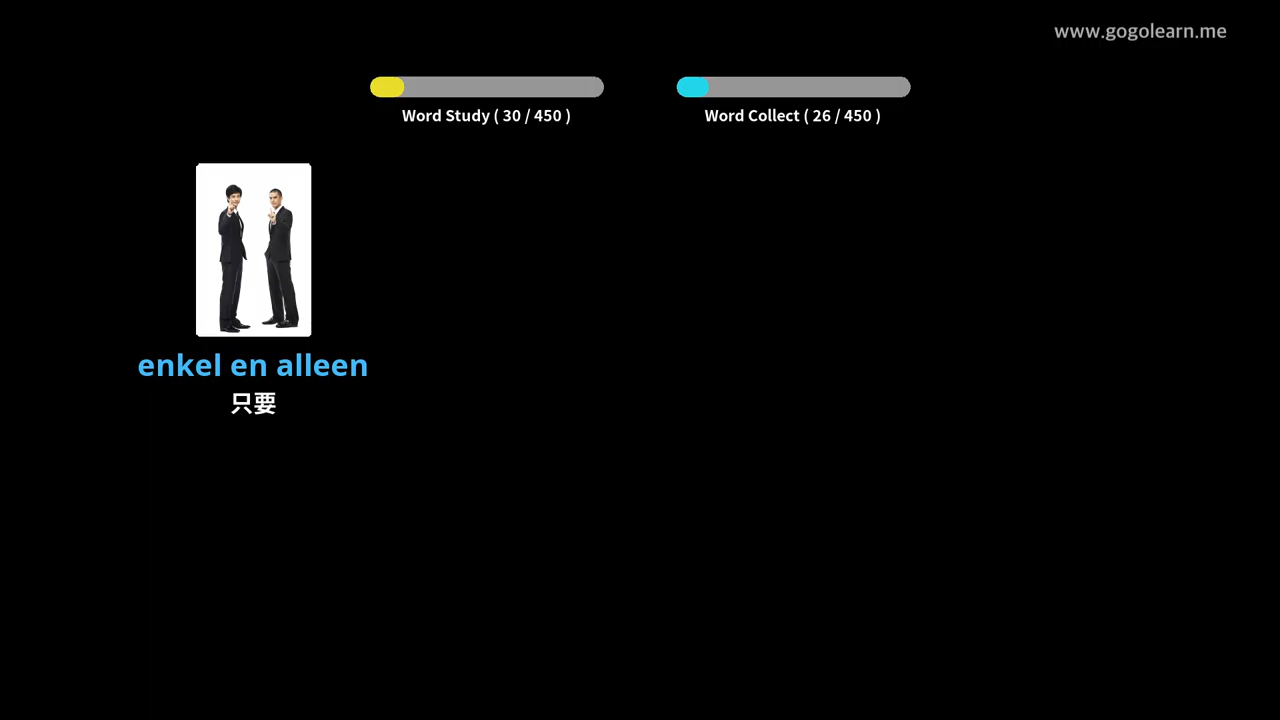 www.gogolearn.me
Word Study ( 30 / 450 )
Word Collect ( 26 / 450 )
enkel en alleen
只要